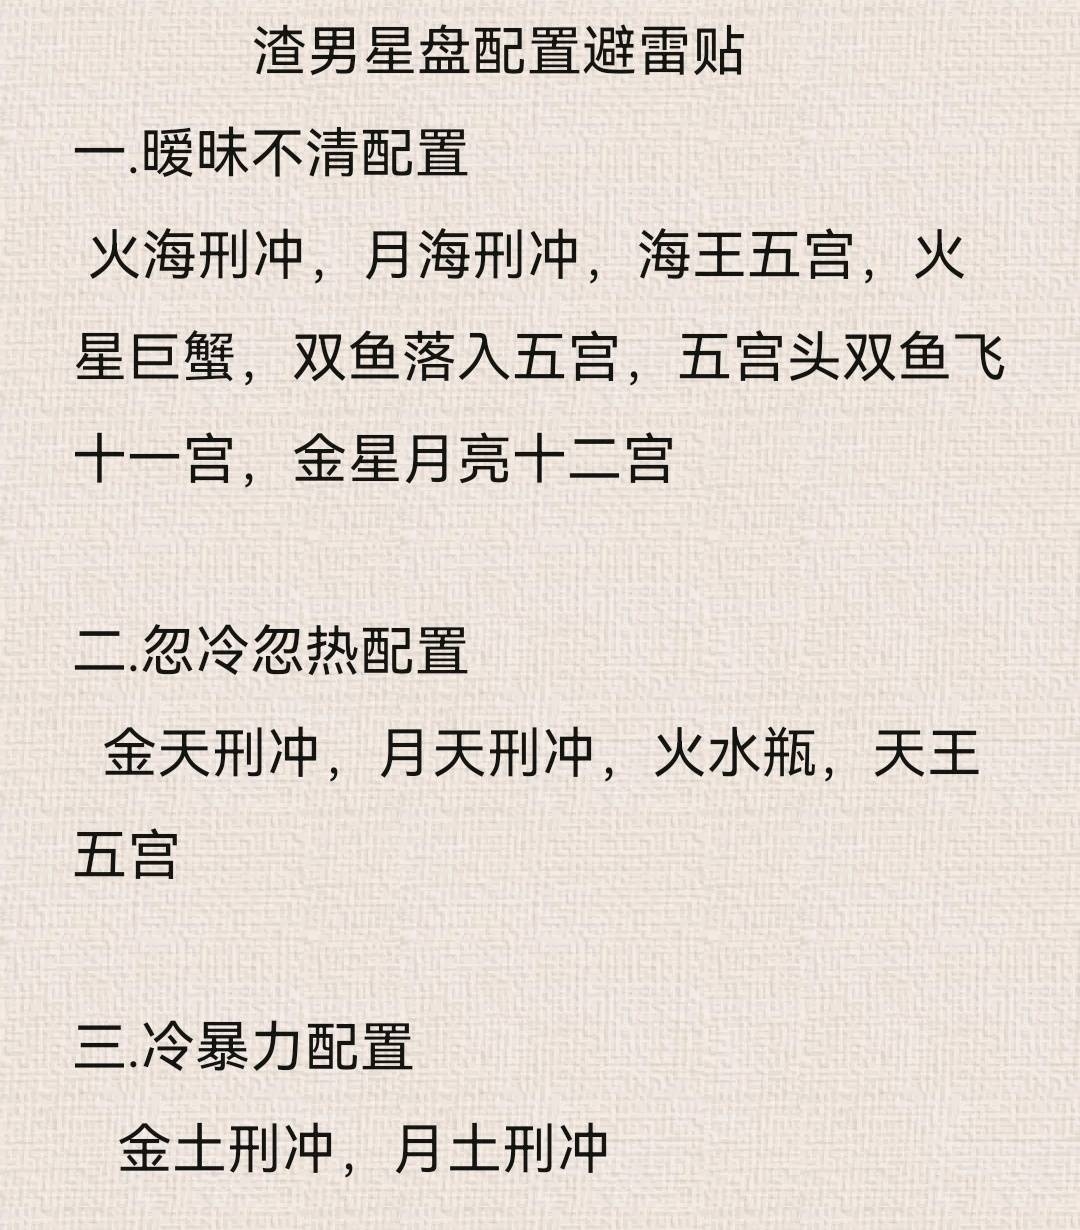 渣男星盘配置避雷贴
一.暧昧不清配置
火海刑冲，月海刑冲，海王五宫，火
星巨蟹，双鱼落入五宫，五宫头双鱼飞
十一宫，金星月亮十二宫
二.忽冷忽热配置
金天刑冲，月天刑冲，火水瓶，天王
五宫
三.冷暴力配置
金土刑冲，月土刑冲